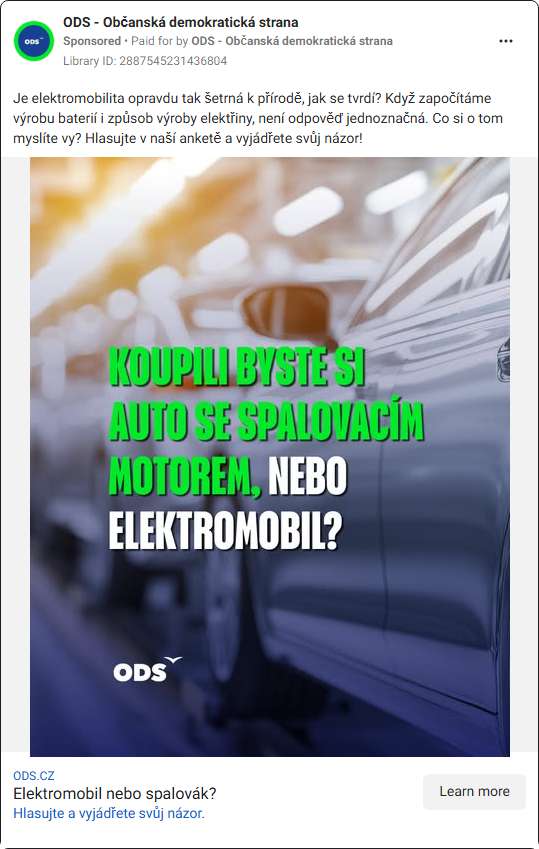 ODS - Občanská demokratická strana
Sponsored • Paid for by ODS - Občanská demokratická strana
Library ID: 2887545231436804
Je elektromobilita opravdu tak šetrná k přírodě, jak se tvrdí? Když započítáme
výrobu baterií i způsob výroby elektřiny, není odpověď jednoznačná. Co si o tom
myslíte vy? Hlasujte v naší anketě a vyjádřete svůj názor!
KOUPILI BYSTE SI
AUTO SE SPALOVACÍM
MOTOREM, NEBO
ELEKTROMOBIL?
ODS
ODS.CZ
Elektromobil nebo spalovák?
Hlasujte a vyjádřete svůj názor.
Learn more